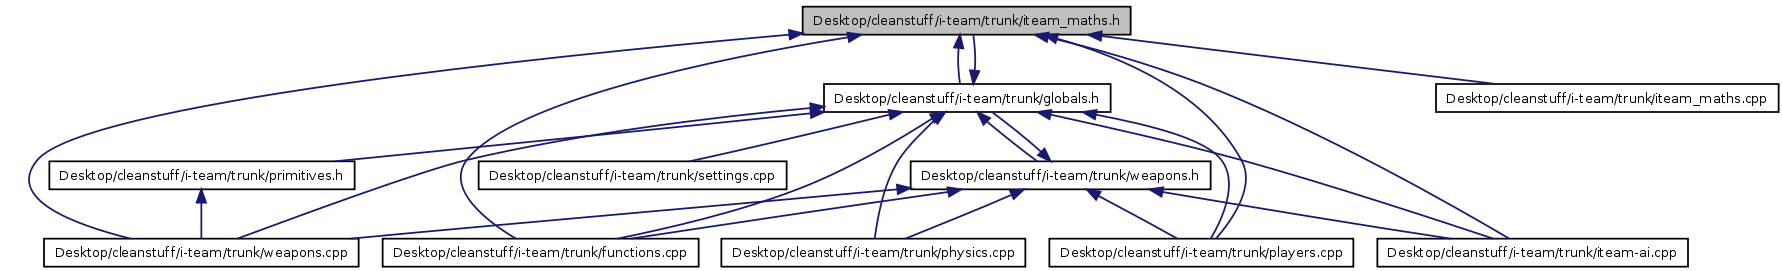 Desktop/cleanstuff/i-team/trunk/iteam_maths.h
Desktop/cleanstuff/i-team/trunk/globals.h
Desktop/cleanstuff/i-team/trunk/iteam_maths.cpp
Desktop/cleanstuff/i-team/trunk/primitives.h
Desktop/cleanstuff/i-team/trunk/settings.cpp
Desktop/cleanstuff/i-team/trunk/weapons.h
Desktop/cleanstuff/i-team/trunk/weapons.cpp
Desktop/cleanstuff/i-team/trunk/functions.cpp
Desktop/cleanstuff/i-team/trunk/physics.cpp
Desktop/cleanstuff/i-team/trunk/players.cpp
Desktop/cleanstuff/i-team/trunk/iteam-ai.cpp